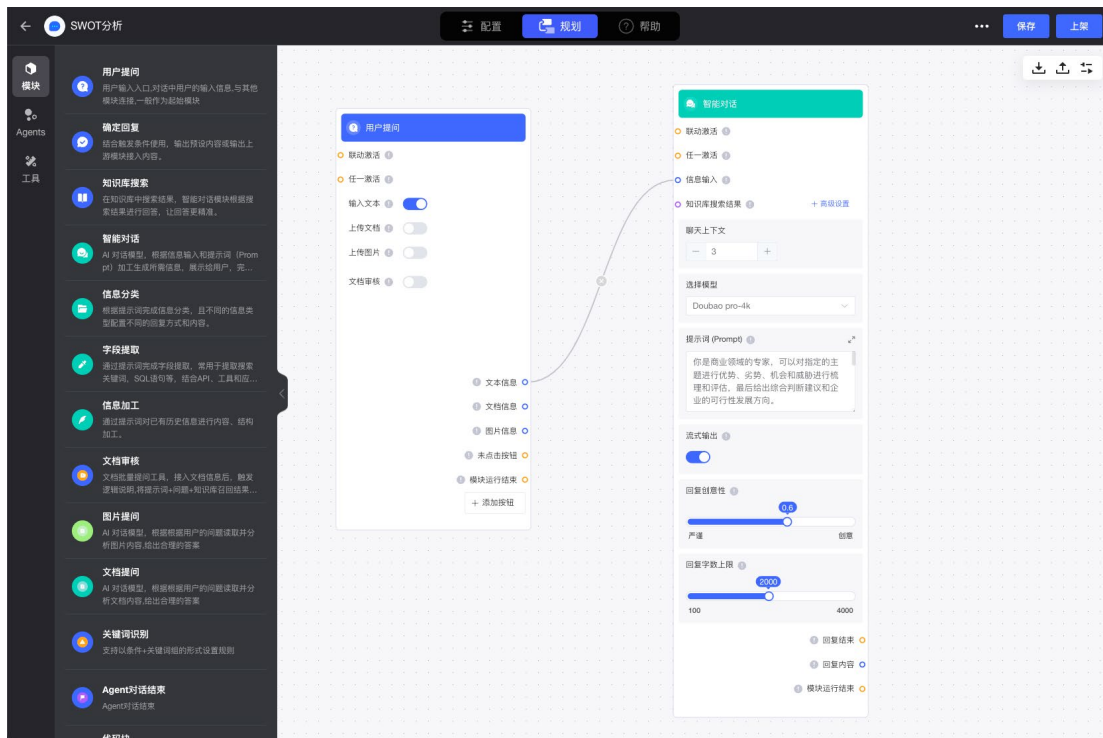 SWOT分析
配置
规划
帮助
保存
上架
模块
Agents
工具
用户提问
用户输入入口,对话中用户的输入信息,与其他
模块连接,一般作为起始模块
确定回复
结合触发条件使用，输出预设内容或输出上
游模块接入内容。
知识库搜索
在知识库中搜索结果，智能对话模块根据搜
索结果进行回答，让回答更精准。
智能对话
AI 对话模型，根据信息输入和提示词（Prom
pt）加工生成所需信息，展示给用户，完...
信息分类
根据提示词完成信息分类，且不同的信息类
型配置不同的回复方式和内容。
字段提取
通过提示词完成字段提取，常用于提取搜索
关键词，SQL语句等，结合API、工具和应...
信息加工
通过提示词对已有历史信息进行内容、结构
加工。
文档审核
文档批量提问工具，接入文档信息后，触发
逻辑说明,将提示词+问题+知识库召回结果...
图片提问
AI 对话模型，根据根据用户的问题读取并分
析图片内容,给出合理的答案
文档提问
AI 对话模型，根据根据用户的问题读取并分
析文档内容,给出合理的答案
关键词识别
支持以条件+关键词组的形式设置规则
Agent对话结束
Agent对话结束
代码块
用户提问
联动激活
任一激活
输入文本
上传文档
上传图片
文档审核
文本信息
文档信息
图片信息
未点击按钮
模块运行结束
+ 添加按钮
智能对话
联动激活
任一激活
信息输入
知识库搜索结果
+ 高级设置
聊天上下文
− 3 +
选择模型
Doubao pro-4k
提示词 (Prompt)
你是商业领域的专家，可以对指定的主
题进行优势、劣势、机会和威胁进行梳
理和评估，最后给出综合判断建议和企
业的可行性发展方向。
流式输出
回复创意性
0.6
严谨
创意
回复字数上限
2000
100
4000
回复结束
回复内容
模块运行结束